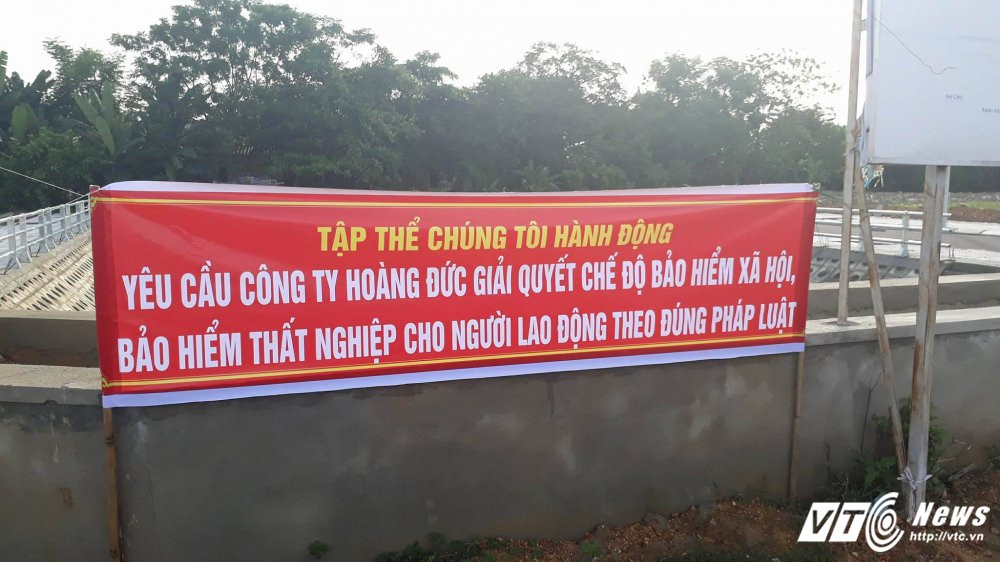 TẬP THỂ CHÚNG TÔI HÀNH ĐỘNG
YÊU CẦU CÔNG TY HOÀNG ĐỨC GIẢI QUYẾT CHẾ ĐỘ BẢO HIỂM XÃ HỘI,
BẢO HIỂM THẤT NGHIỆP CHO NGƯỜI LAO ĐỘNG THEO ĐÚNG PHÁP LUẬT
VTC News
http://vtc.vn